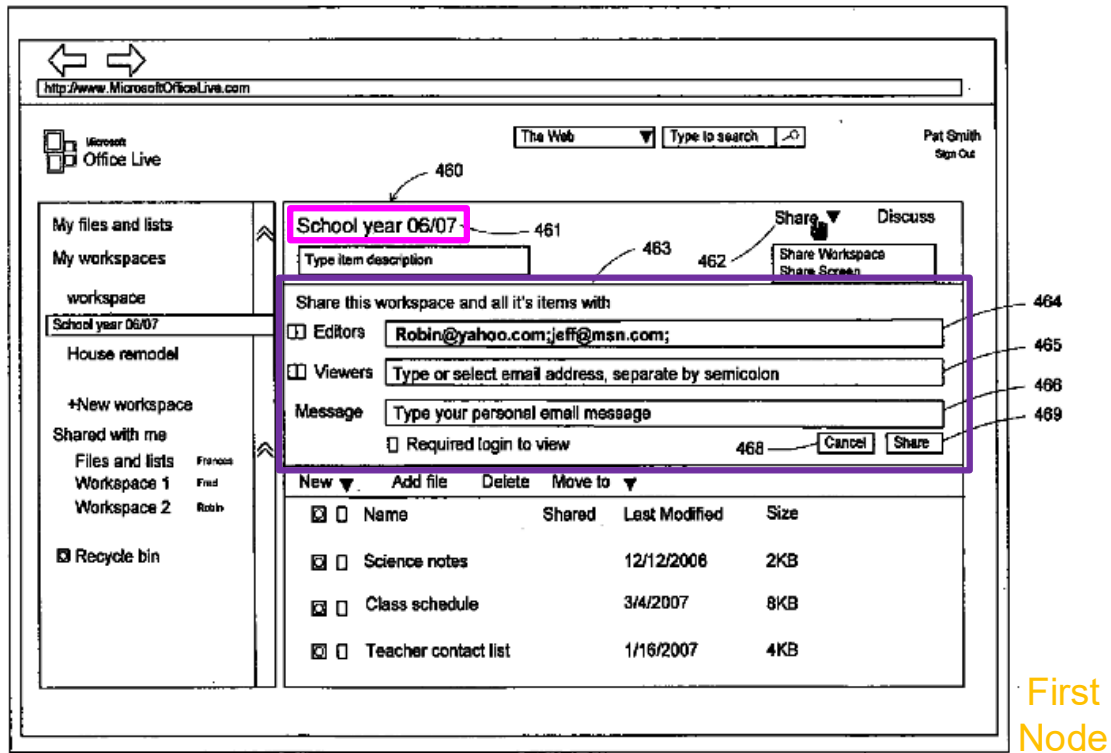 http://www.MicrosoftOfficeLive.com
Microsoft
Office Live
The Web
Type to search
Pat Smith
Sign Out
460
My files and lists
My workspaces
workspace
School year 06/07
House remodel
+New workspace
Shared with me
Files and lists Frances
Workspace 1 Fred
Workspace 2 Robin
Recycle bin
School year 06/07
461
Share
Discuss
462
463
Type item description
Share Workspace
Share Screen
Share this workspace and all it's items with
464
Editors Robin@yahoo.com;jeff@msn.com;
465
Viewers Type or select email address, separate by semicolon
466
Message Type your personal email message
469
Required login to view
468
Cancel Share
New Add file Delete Move to
Name Shared Last Modified Size
Science notes 12/12/2006 2KB
Class schedule 3/4/2007 8KB
Teacher contact list 1/16/2007 4KB
First
Node